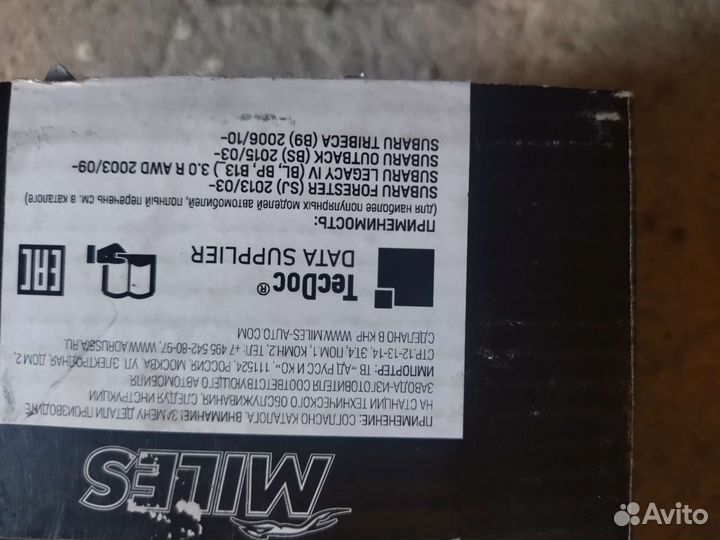 MILES
ПРИМЕНЕНИЕ: СОГЛАСНО КАТАЛОГА. ВНИМАНИЕ! ЗАМЕНУ ДЕТАЛИ ПРОИЗВОДИТЕ
НА СТАНЦИИ ТЕХНИЧЕСКОГО ОБСЛУЖИВАНИЯ, СЛЕДУЯ ИНСТРУКЦИИ
ЗАВОДА-ИЗГОТОВИТЕЛЯ СООТВЕТСТВУЮЩЕГО АВТОМОБИЛЯ
ИМПОРТЕР: ТВ «АД РУСС И КО», 111524, РОССИЯ, МОСКВА, УЛ. ЭЛЕКТРОДНАЯ, ДОМ 2,
СТР.12-13-14, ЭТ.4, ПОМ.1, КОМН.2, ТЕЛ: +7 495 542-80-97, WWW.ADRUSSIA.RU.
СДЕЛАНО В КНР WWW.MILES-AUTO.COM
TecDoc®
DATA SUPPLIER
EAC
ПРИМЕНИМОСТЬ:
(для наиболее популярных моделей автомобилей, полный перечень см. в каталоге)
SUBARU FORESTER (SJ) 2013/03-
SUBARU LEGACY IV (BL, BP, B13_) 3.0 R AWD 2003/09-
SUBARU OUTBACK (BS) 2015/03-
SUBARU TRIBECA (B9) 2006/10-
Avito